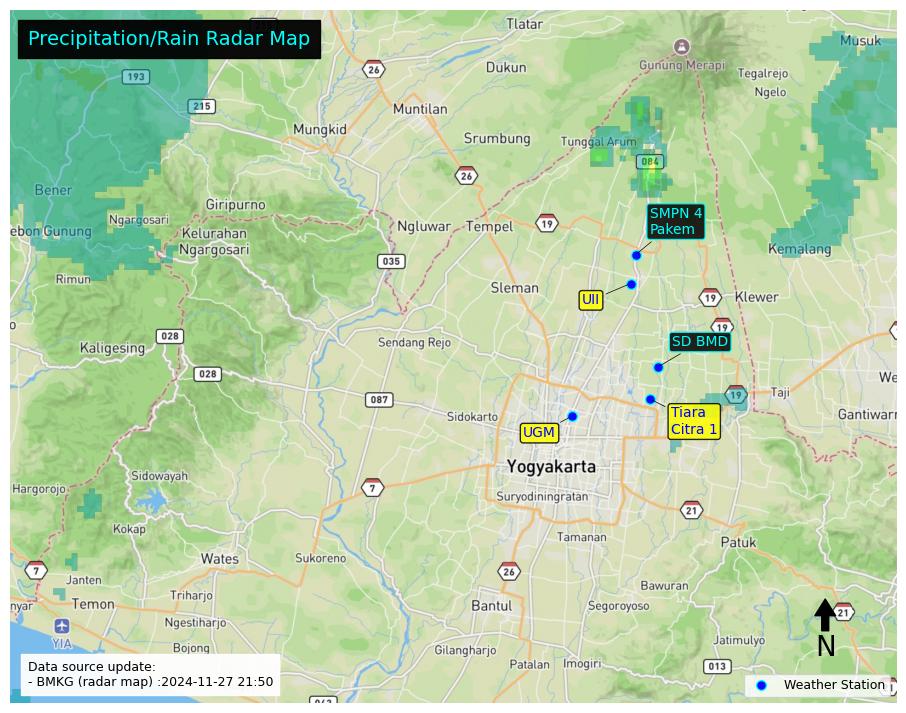 Precipitation/Rain Radar Map
Tlatar
Musuk
Gunung Merapi
Dukun
Tegalrejo
Ngelo
193
26
215
Muntilan
Mungkid
Srumbung
Tunggal Arum
084
26
Bener
Giripurno
Ngargosari
SMPN 4
Pakem
ebon Gunung
Kelurahan
Ngargosari
Ngluwar
Tempel
19
Kemalang
035
Rimun
Sleman
UII
19
Klewer
19
028
Kaligesing
Sendang Rejo
SD BMD
028
We
087
19
Taji
Sidokarto
Tiara
Citra 1
Gantiwarn
UGM
Yogyakarta
Sidowayah
Hargorojo
7
Suryodiningratan
21
Kokap
Tamanan
Patuk
Wates
Sukoreno
7
26
Janten
Bawuran
nyar
Temon
Triharjo
Bantul
Segoroyoso
21
Ngestiharjo
YIA
N
Bojong
Gilangharjo
Jatimulyo
Patalan
Imogiri
013
Data source update:
- BMKG (radar map) :2024-11-27 21:50
Weather Station